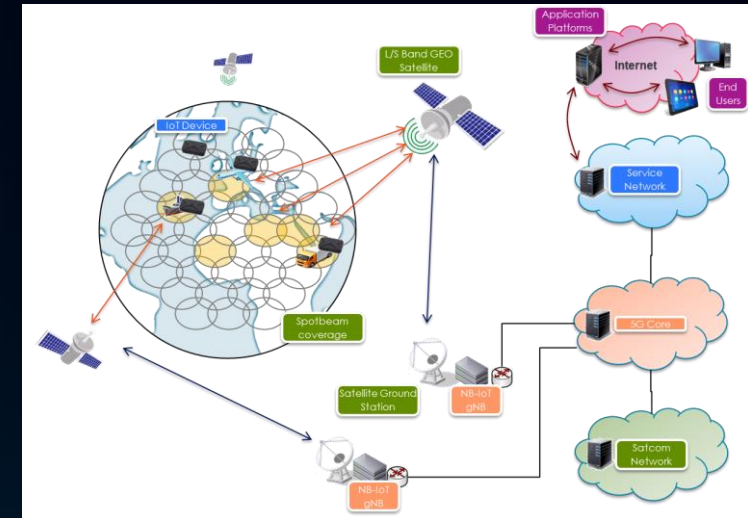 Application
Platforms
L/S Band GEO
Satellite
Internet
End
Users
IoT Device
Service
Network
Spotbeam
coverage
5G Core
Satellite Ground
Station
NB-IoT
gNB
Satcom
Network
NB-IoT
gNB